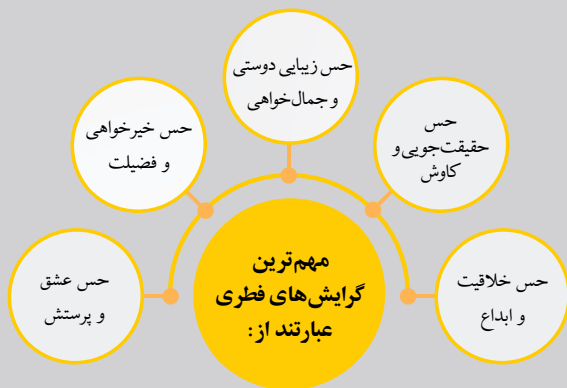 مهم‌ترین
گرایش‌های فطری
عبارتند از:
حس خلاقیت
و ابداع
حس
حقیقت‌جویی و
کاوش
حس زیبایی دوستی
و جمال‌خواهی
حس خیرخواهی
و فضیلت
حس عشق
و پرستش